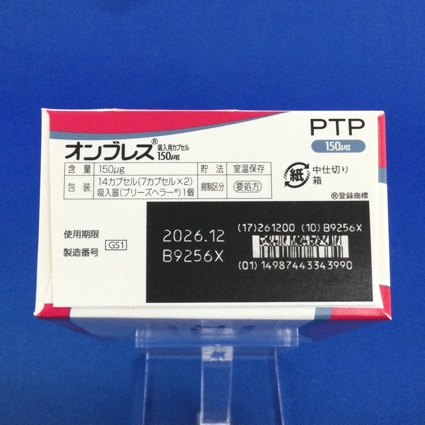 PTP
オンブレス® 吸入用カプセル 150μg
150μg
含量 150μg 貯法 室温保存
包装 14カプセル(7カプセル×2) 吸入器(ブリーズヘラー®)1個 規制区分 要処方
紙 中仕切り 箱
®登録商標
使用期限 2026.12
製造番号 GS1 B9256X
(17)261200 (10)B9256X
(01)14987443343990